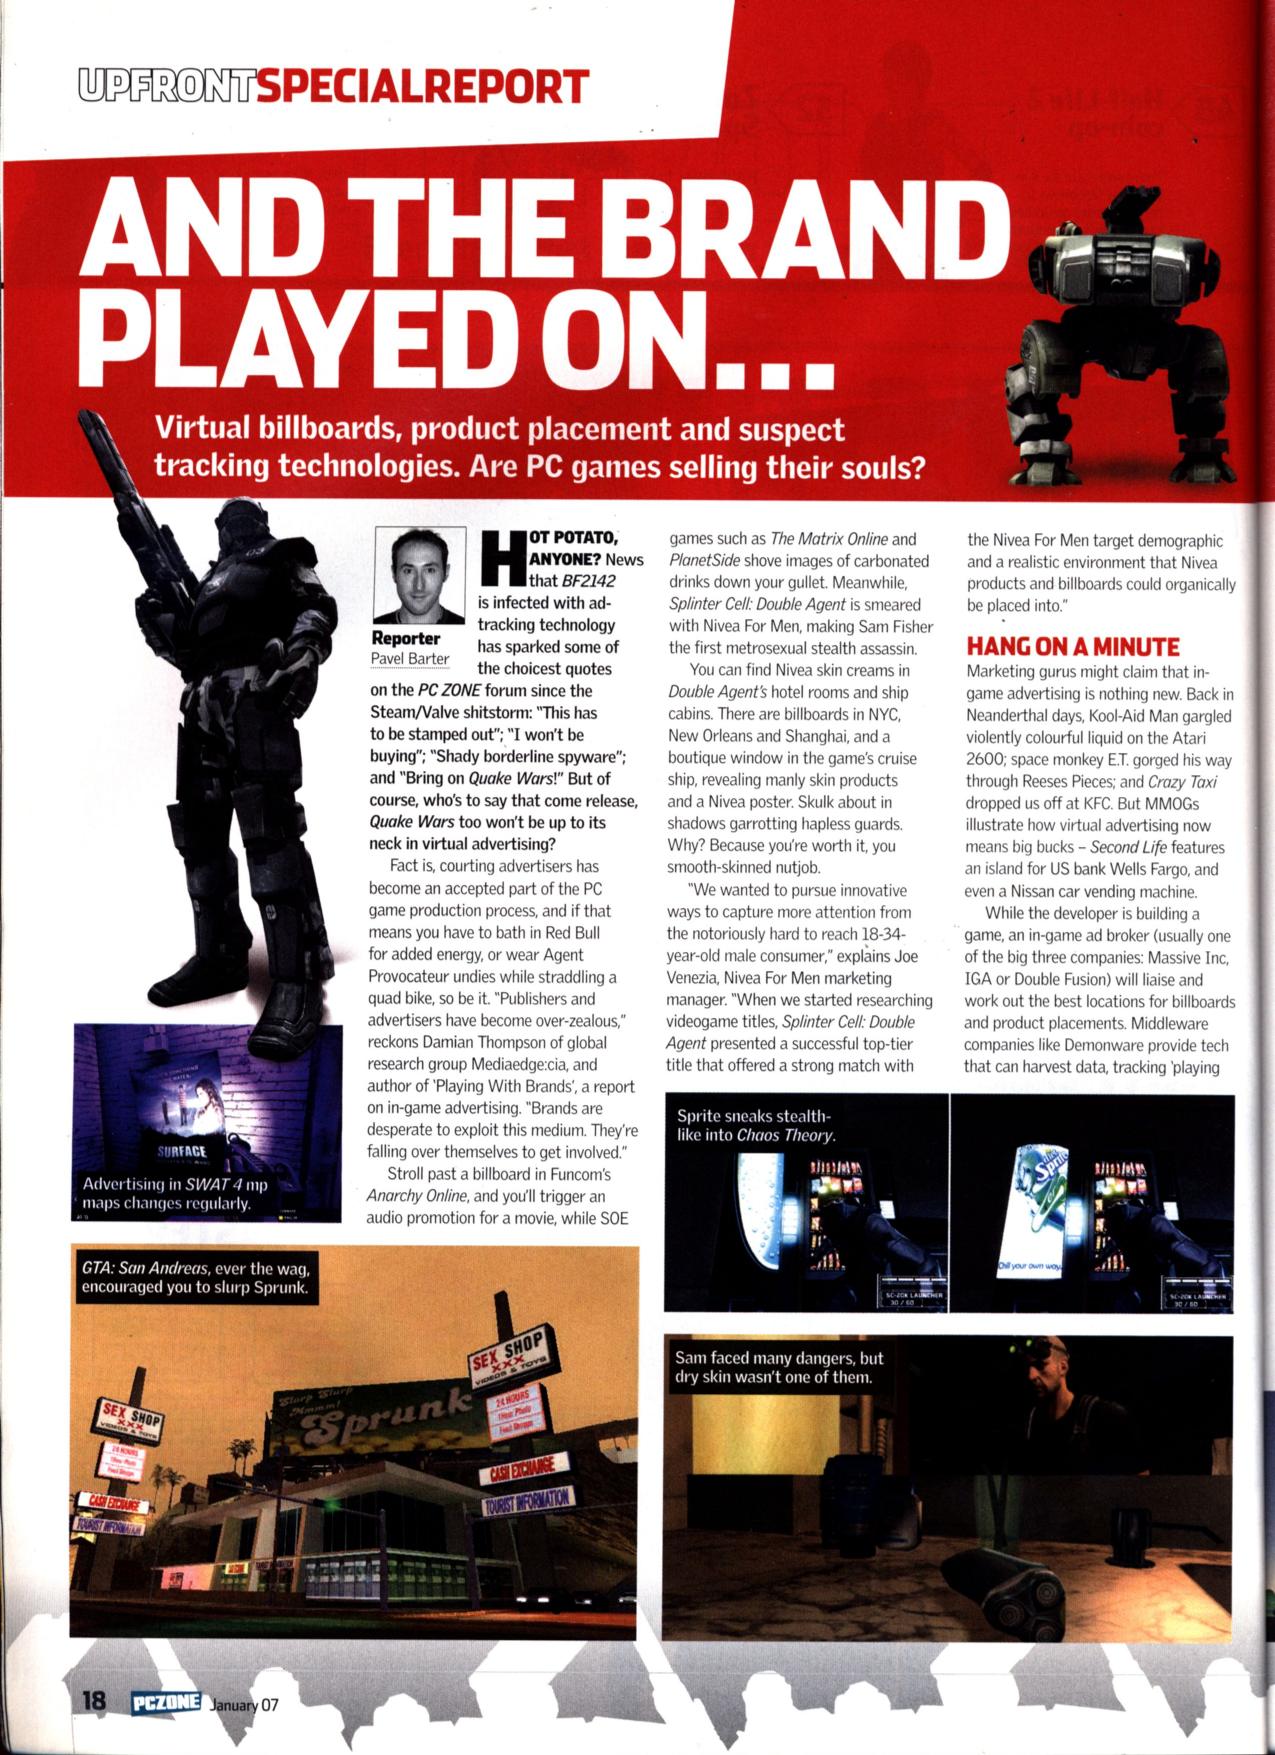 UPFRONTSPECIALREPORT
AND THE BRAND
PLAYED ON...
Virtual billboards, product placement and suspect
tracking technologies. Are PC games selling their souls?
Reporter
Pavel Barter
HOT POTATO,
ANYONE? News
that BF2142
is infected with ad-
tracking technology
has sparked some of
the choicest quotes
on the PC ZONE forum since the
Steam/Valve shitstorm: “This has
to be stamped out”; “I won’t be
buying”; “Shady borderline spyware”;
and “Bring on Quake Wars!” But of
course, who’s to say that come release,
Quake Wars too won’t be up to its
neck in virtual advertising?
Fact is, courting advertisers has
become an accepted part of the PC
game production process, and if that
means you have to bath in Red Bull
for added energy, or wear Agent
Provocateur undies while straddling a
quad bike, so be it. “Publishers and
advertisers have become over-zealous,”
reckons Damian Thompson of global
research group Mediaedge:cia, and
author of ‘Playing With Brands’, a report
on in-game advertising. “Brands are
desperate to exploit this medium. They’re
falling over themselves to get involved.”
Stroll past a billboard in Funcom’s
Anarchy Online, and you’ll trigger an
audio promotion for a movie, while SOE
games such as The Matrix Online and
PlanetSide shove images of carbonated
drinks down your gullet. Meanwhile,
Splinter Cell: Double Agent is smeared
with Nivea For Men, making Sam Fisher
the first metrosexual stealth assassin.
You can find Nivea skin creams in
Double Agent’s hotel rooms and ship
cabins. There are billboards in NYC,
New Orleans and Shanghai, and a
boutique window in the game’s cruise
ship, revealing manly skin products
and a Nivea poster. Skulk about in
shadows garrotting hapless guards.
Why? Because you’re worth it, you
smooth-skinned nutjob.
“We wanted to pursue innovative
ways to capture more attention from
the notoriously hard to reach 18-34-
year-old male consumer,” explains Joe
Venezia, Nivea For Men marketing
manager. “When we started researching
videogame titles, Splinter Cell: Double
Agent presented a successful top-tier
title that offered a strong match with
the Nivea For Men target demographic
and a realistic environment that Nivea
products and billboards could organically
be placed into.”
HANG ON A MINUTE
Marketing gurus might claim that in-
game advertising is nothing new. Back in
Neanderthal days, Kool-Aid Man gargled
violently colourful liquid on the Atari
2600; space monkey E.T. gorged his way
through Reeses Pieces; and Crazy Taxi
dropped us off at KFC. But MMOGs
illustrate how virtual advertising now
means big bucks – Second Life features
an island for US bank Wells Fargo, and
even a Nissan car vending machine.
While the developer is building a
game, an in-game ad broker (usually one
of the big three companies: Massive Inc,
IGA or Double Fusion) will liaise and
work out the best locations for billboards
and product placements. Middleware
companies like Demonware provide tech
that can harvest data, tracking ‘playing
SURFACE
Advertising in SWAT 4 mp
maps changes regularly.
Sprite sneaks stealth-
like into Chaos Theory.
SC-20K LAUNCHER
30 / 60
Sprite
Chill your own way.
SC-20K LAUNCHER
30 / 60
GTA: San Andreas, ever the wag,
encouraged you to slurp Sprunk.
SEX SHOP
XXX
VIDEOS & TOYS
24 HOURS
CASH EXCHANGE
TOURIST INFORMATION
Slurp Slurp
Mmmm!
Sprunk
SEX SHOP
XXX
VIDEOS & TOYS
24 HOURS
1 Hour Photo
CASH EXCHANGE
TOURIST INFORMATION
Sam faced many dangers, but
dry skin wasn’t one of them.
18 PCZONE January 07